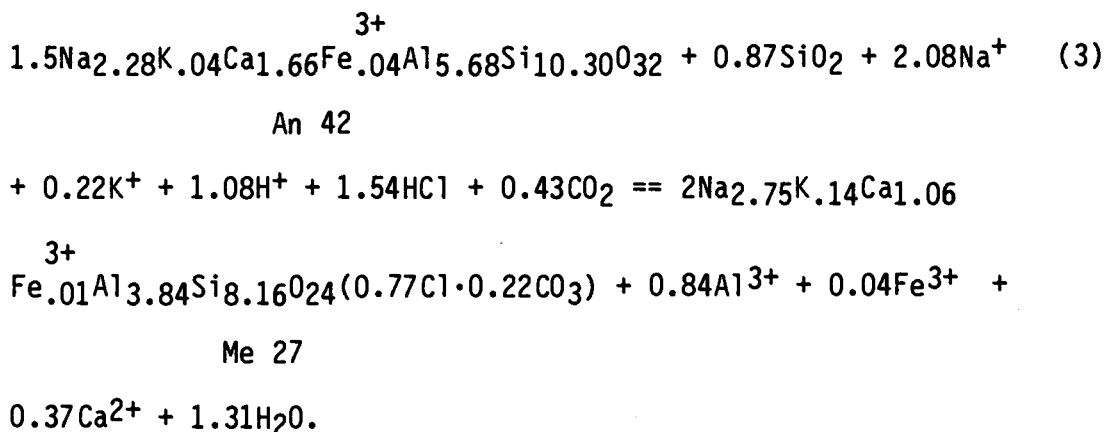 3+
1.5Na2.28K.04Ca1.66Fe.04Al5.68Si10.30O32 + 0.87SiO2 + 2.08Na+ (3)
An 42
+ 0.22K+ + 1.08H+ + 1.54HCl + 0.43CO2 == 2Na2.75K.14Ca1.06
3+
Fe.01Al3.84Si8.16O24(0.77Cl·0.22CO3) + 0.84Al3+ + 0.04Fe3+ +
Me 27
0.37Ca2+ + 1.31H2O.